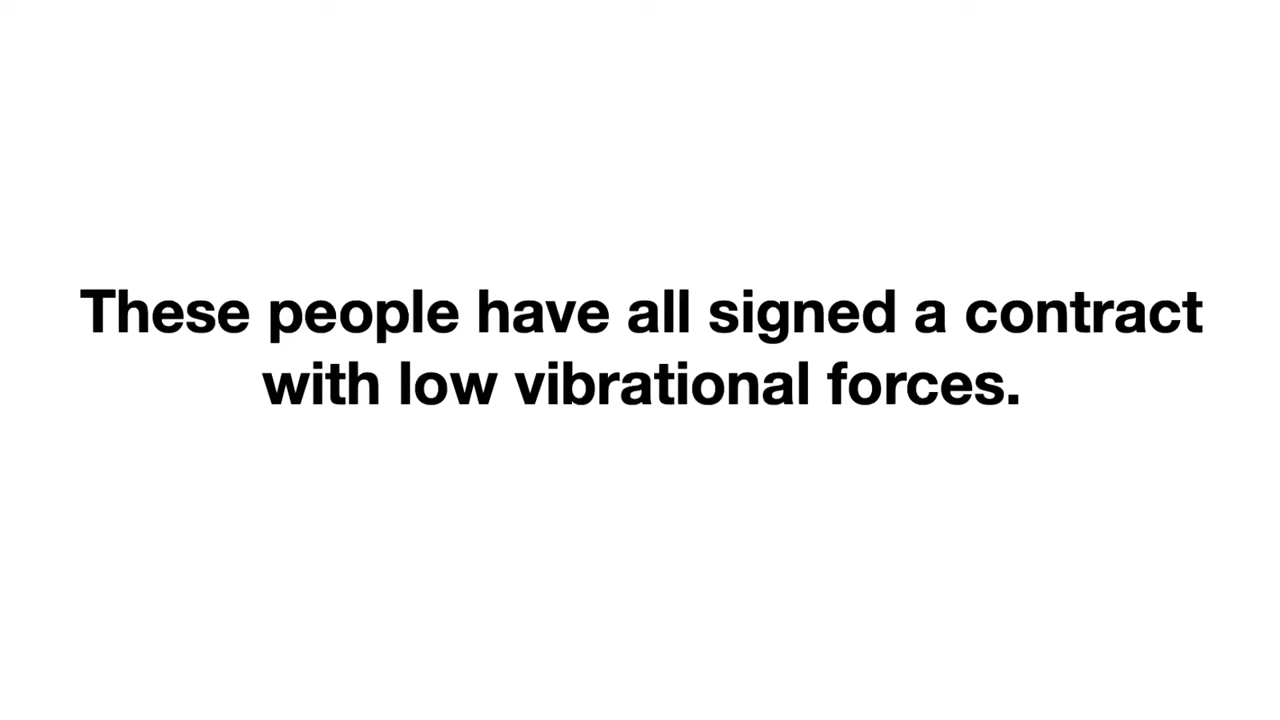 These people have all signed a contract
with low vibrational forces.